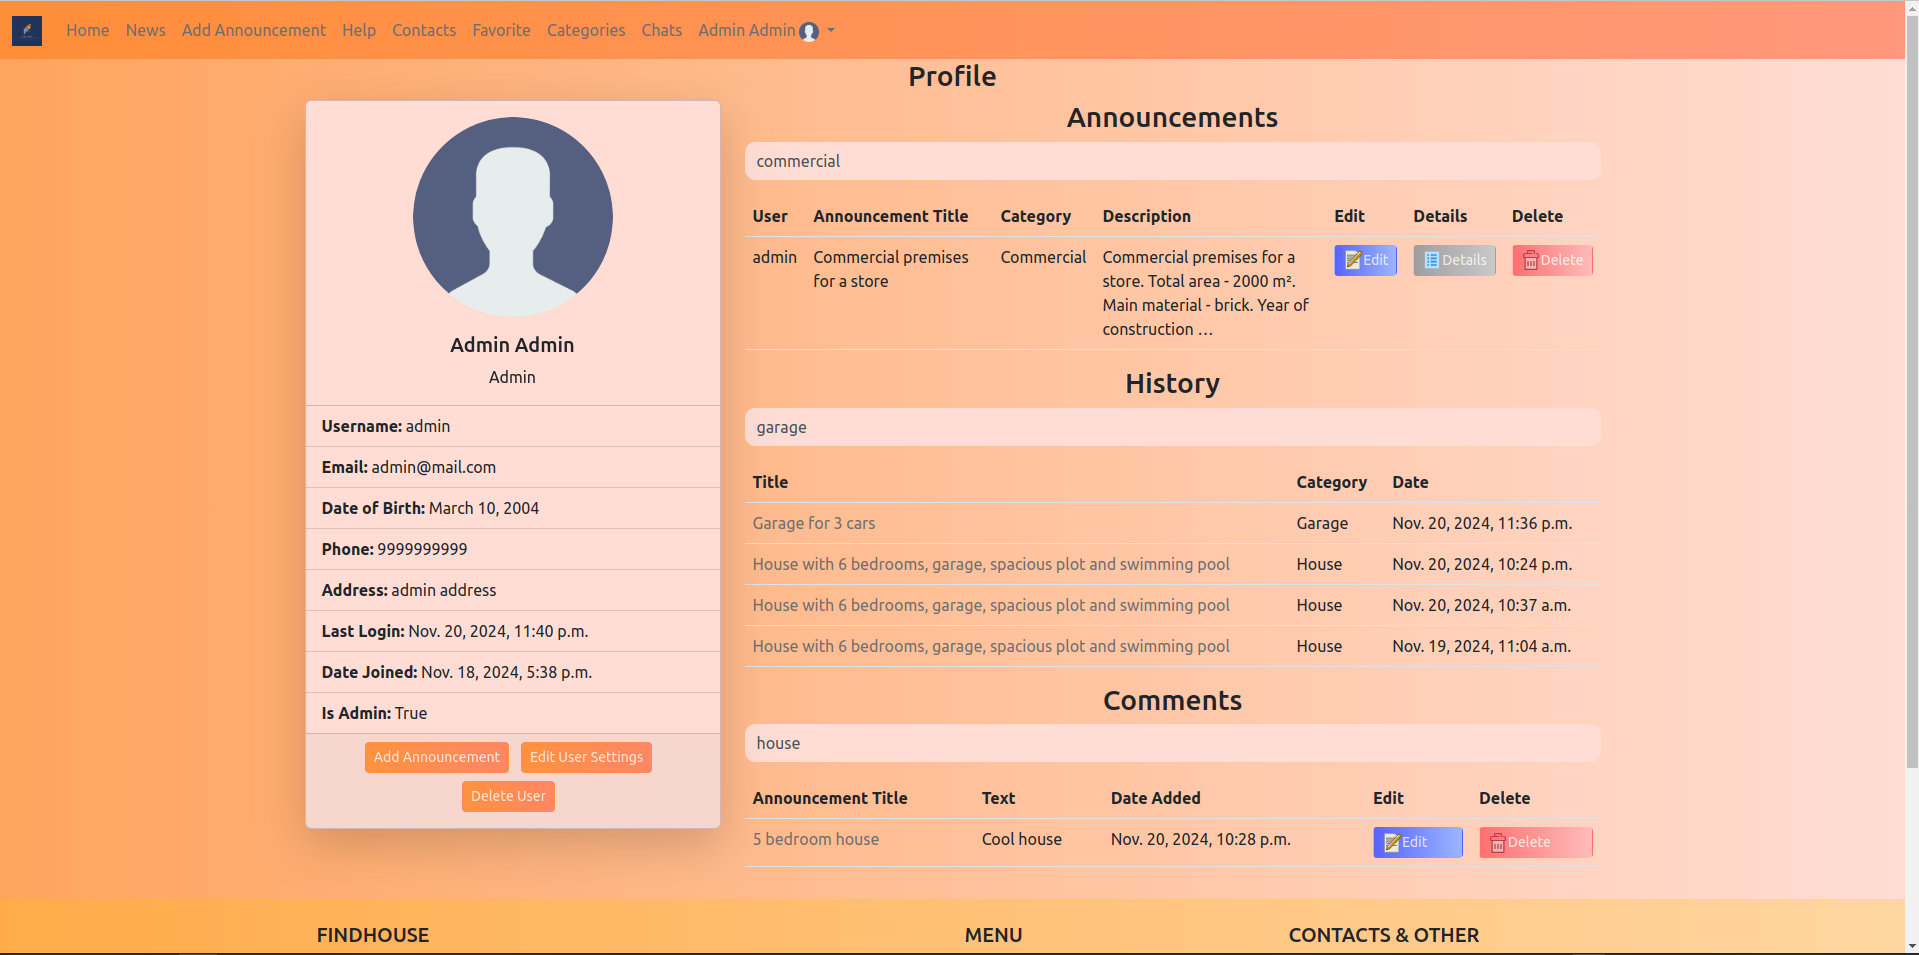 Home News Add Announcement Help Contacts Favorite Categories Chats Admin Admin
Profile
Admin Admin
Admin
Username: admin
Email: admin@mail.com
Date of Birth: March 10, 2004
Phone: 9999999999
Address: admin address
Last Login: Nov. 20, 2024, 11:40 p.m.
Date Joined: Nov. 18, 2024, 5:38 p.m.
Is Admin: True
Add Announcement Edit User Settings
Delete User
Announcements
commercial
User Announcement Title Category Description Edit Details Delete
admin Commercial premises Commercial Commercial premises for a Edit Details Delete
for a store store. Total area - 2000 m².
Main material - brick. Year of
construction …
History
garage
Title Category Date
Garage for 3 cars Garage Nov. 20, 2024, 11:36 p.m.
House with 6 bedrooms, garage, spacious plot and swimming pool House Nov. 20, 2024, 10:24 p.m.
House with 6 bedrooms, garage, spacious plot and swimming pool House Nov. 20, 2024, 10:37 a.m.
House with 6 bedrooms, garage, spacious plot and swimming pool House Nov. 19, 2024, 11:04 a.m.
Comments
house
Announcement Title Text Date Added Edit Delete
5 bedroom house Cool house Nov. 20, 2024, 10:28 p.m. Edit Delete
FINDHOUSE MENU CONTACTS & OTHER